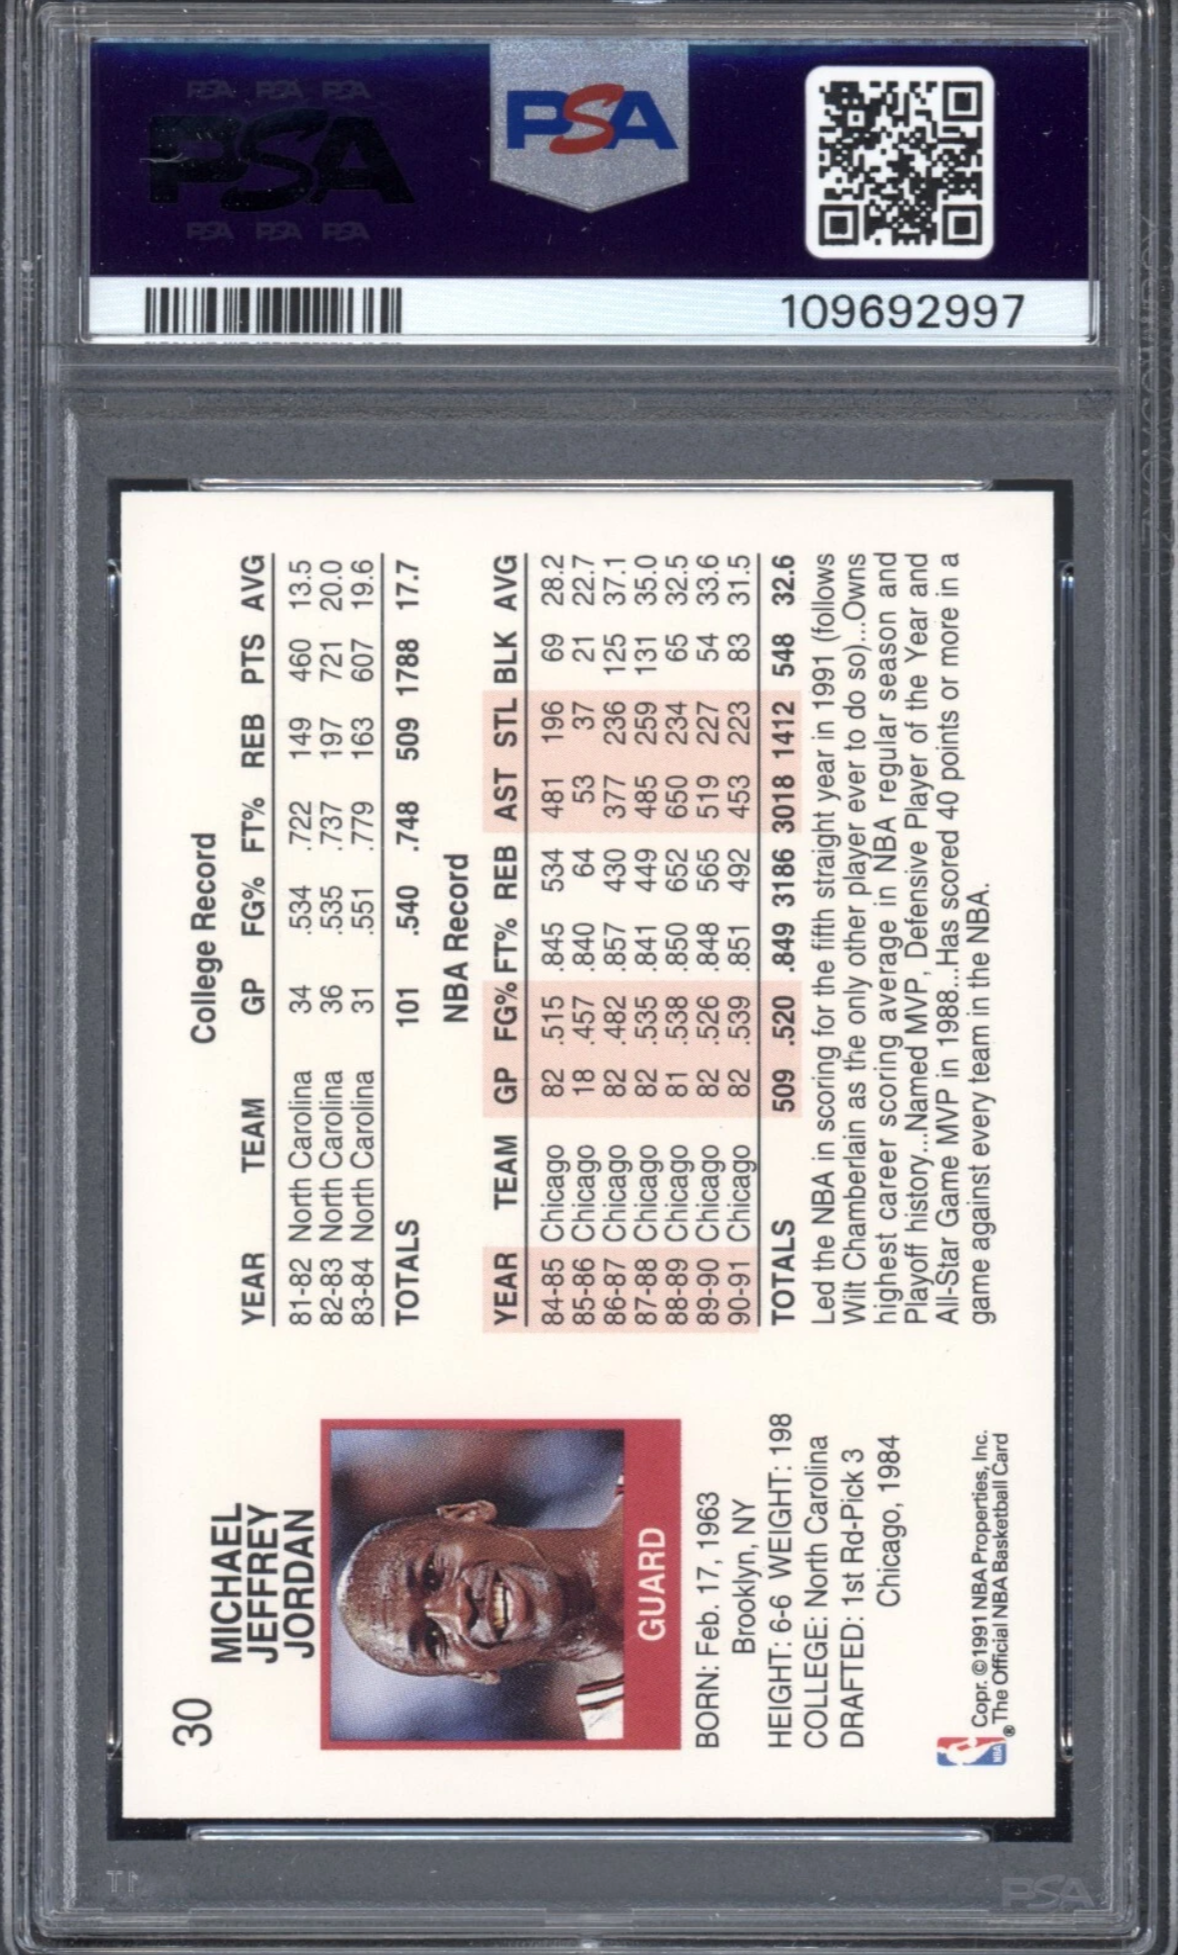 PSA PSA PSA
PSA
PSA PSA PSA
PSA
109692997
30
MICHAEL
JEFFREY
JORDAN
GUARD
BORN: Feb. 17, 1963
Brooklyn, NY
HEIGHT: 6-6 WEIGHT: 198
COLLEGE: North Carolina
DRAFTED: 1st Rd-Pick 3
Chicago, 1984
NBA
®
Copr. ©1991 NBA Properties, Inc.
The Official NBA Basketball Card
College Record
YEAR TEAM GP FG% FT% REB PTS AVG
81-82 North Carolina 34 .534 .722 149 460 13.5
82-83 North Carolina 36 .535 .737 197 721 20.0
83-84 North Carolina 31 .551 .779 163 607 19.6
TOTALS 101 .540 .748 509 1788 17.7
NBA Record
YEAR TEAM GP FG% FT% REB AST STL BLK AVG
84-85 Chicago 82 .515 .845 534 481 196 69 28.2
85-86 Chicago 18 .457 .840 64 53 37 21 22.7
86-87 Chicago 82 .482 .857 430 377 236 125 37.1
87-88 Chicago 82 .535 .841 449 485 259 131 35.0
88-89 Chicago 81 .538 .850 652 650 234 65 32.5
89-90 Chicago 82 .526 .848 565 519 227 54 33.6
90-91 Chicago 82 .539 .851 492 453 223 83 31.5
TOTALS 509 .520 .849 3186 3018 1412 548 32.6
Led the NBA in scoring for the fifth straight year in 1991 (follows
Wilt Chamberlain as the only other player ever to do so)...Owns
highest career scoring average in NBA regular season and
Playoff history...Named MVP, Defensive Player of the Year and
All-Star Game MVP in 1988...Has scored 40 points or more in a
game against every team in the NBA.
PSA